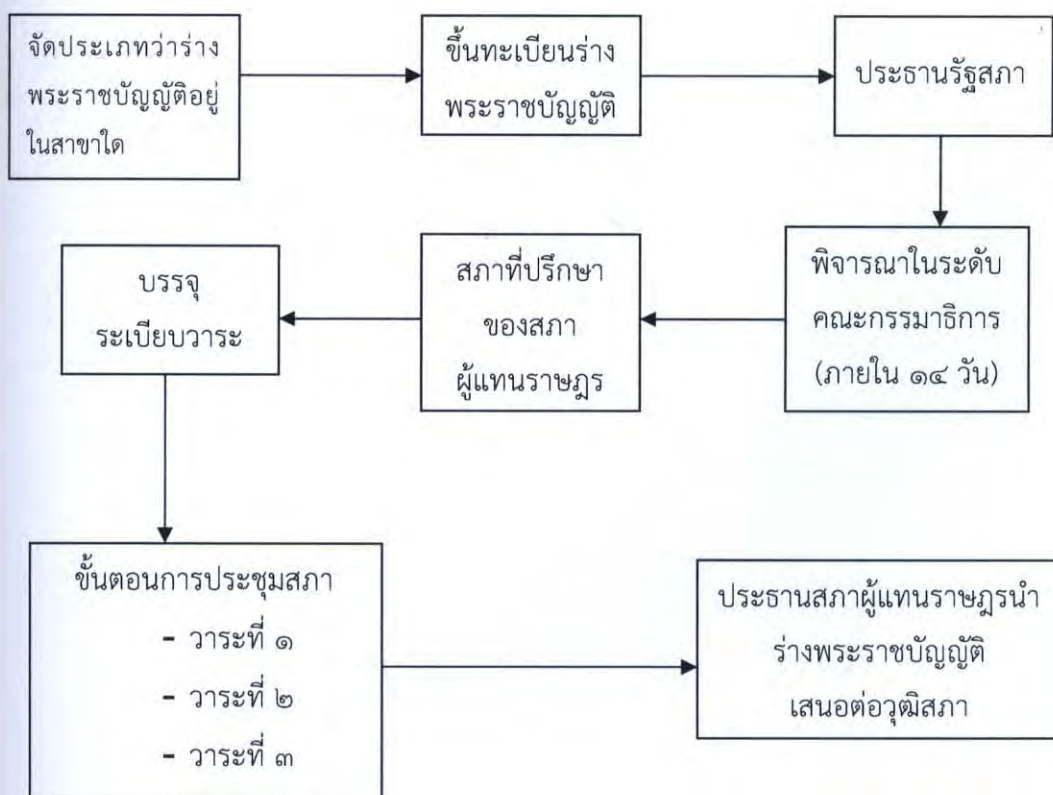 จัดประเภทว่าร่าง
พระราชบัญญัติอยู่
ในสาขาใด
ขึ้นทะเบียนร่าง
พระราชบัญญัติ
ประธานรัฐสภา
พิจารณาในระดับ
คณะกรรมาธิการ
(ภายใน ๑๔ วัน)
สภาที่ปรึกษา
ของสภา
ผู้แทนราษฎร
บรรจุ
ระเบียบวาระ
ขั้นตอนการประชุมสภา
- วาระที่ ๑
- วาระที่ ๒
- วาระที่ ๓
ประธานสภาผู้แทนราษฎรนำ
ร่างพระราชบัญญัติ
เสนอต่อวุฒิสภา